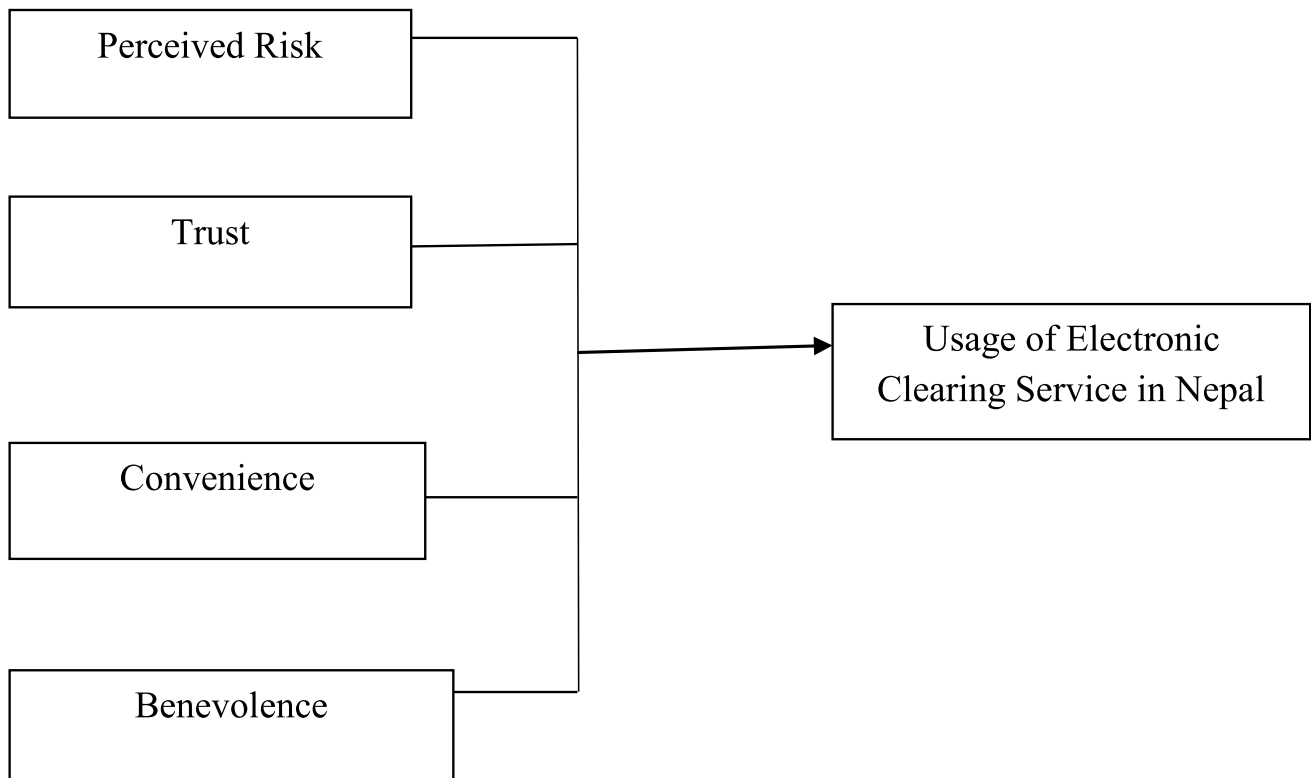 Perceived Risk
Trust
Usage of Electronic
Clearing Service in Nepal
Convenience
Benevolence